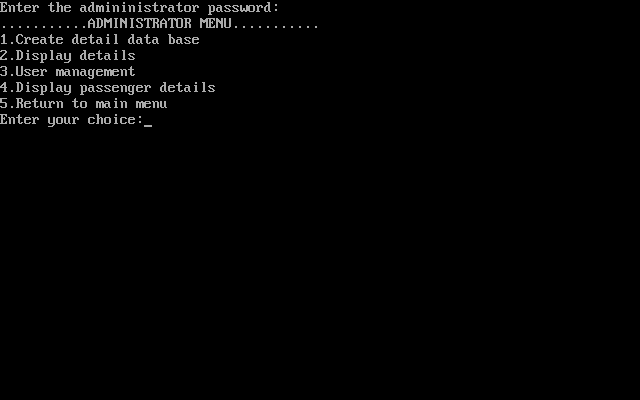 Enter the admininistrator password:
...........ADMINISTRATOR MENU...........
1.Create detail data base
2.Display details
3.User management
4.Display passenger details
5.Return to main menu
Enter your choice:_